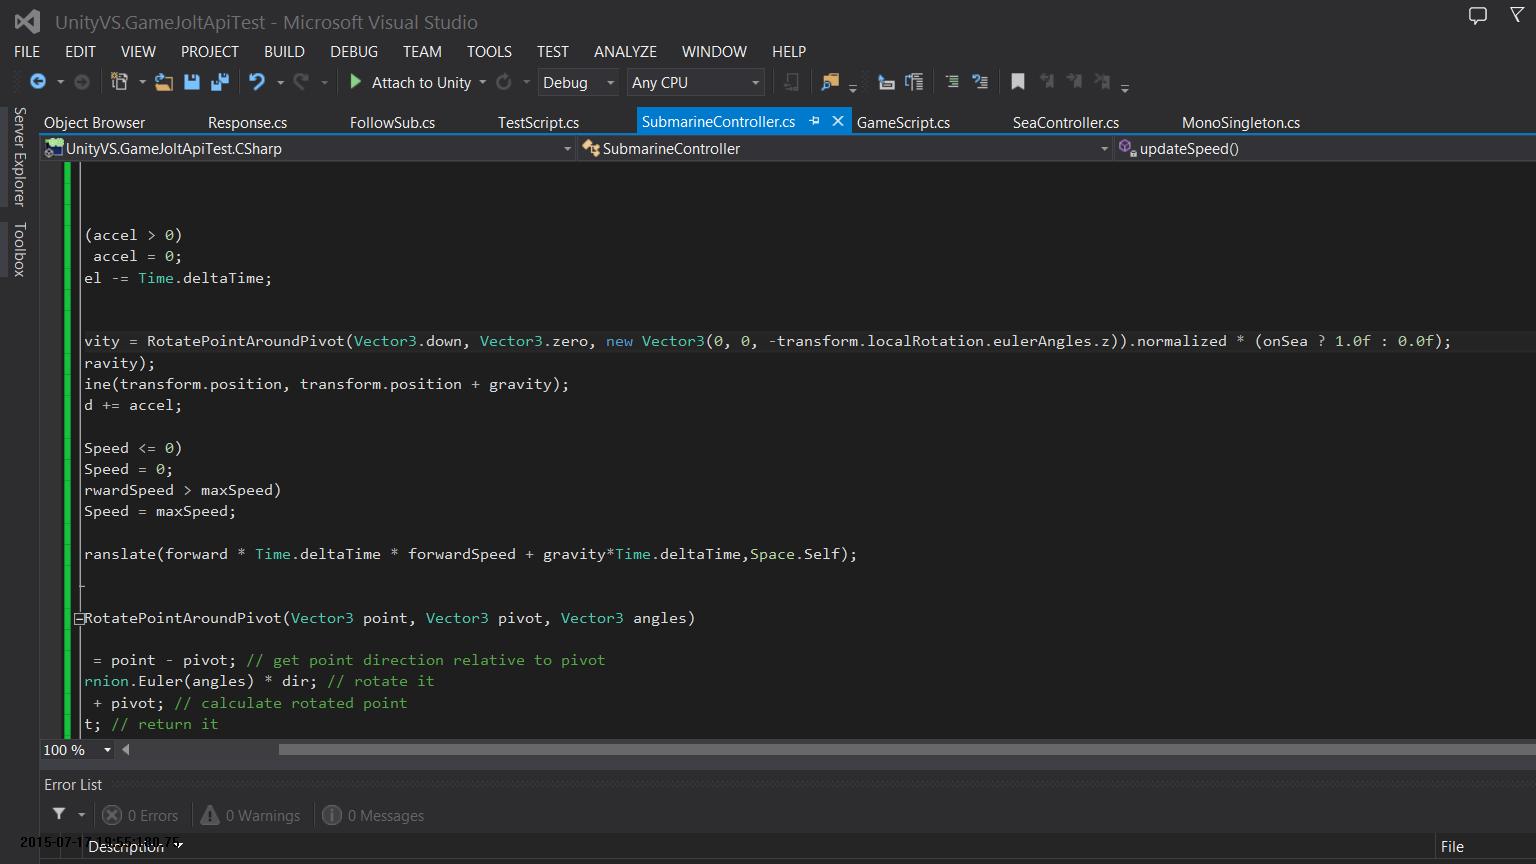 UnityVS.GameJoltApiTest - Microsoft Visual Studio
FILE EDIT VIEW PROJECT BUILD DEBUG TEAM TOOLS TEST ANALYZE WINDOW HELP
Attach to Unity Debug Any CPU
Server Explorer
Toolbox
Object Browser Response.cs FollowSub.cs TestScript.cs SubmarineController.cs GameScript.cs SeaController.cs MonoSingleton.cs
UnityVS.GameJoltApiTest.CSharp SubmarineController updateSpeed()
(accel > 0)
accel = 0;
el -= Time.deltaTime;
vity = RotatePointAroundPivot(Vector3.down, Vector3.zero, new Vector3(0, 0, -transform.localRotation.eulerAngles.z)).normalized * (onSea ? 1.0f : 0.0f);
ravity);
ine(transform.position, transform.position + gravity);
d += accel;
Speed <= 0)
Speed = 0;
rwardSpeed > maxSpeed)
Speed = maxSpeed;
ranslate(forward * Time.deltaTime * forwardSpeed + gravity*Time.deltaTime,Space.Self);
RotatePointAroundPivot(Vector3 point, Vector3 pivot, Vector3 angles)
= point - pivot; // get point direction relative to pivot
rnion.Euler(angles) * dir; // rotate it
+ pivot; // calculate rotated point
t; // return it
100 %
Error List
0 Errors 0 Warnings 0 Messages
Description File